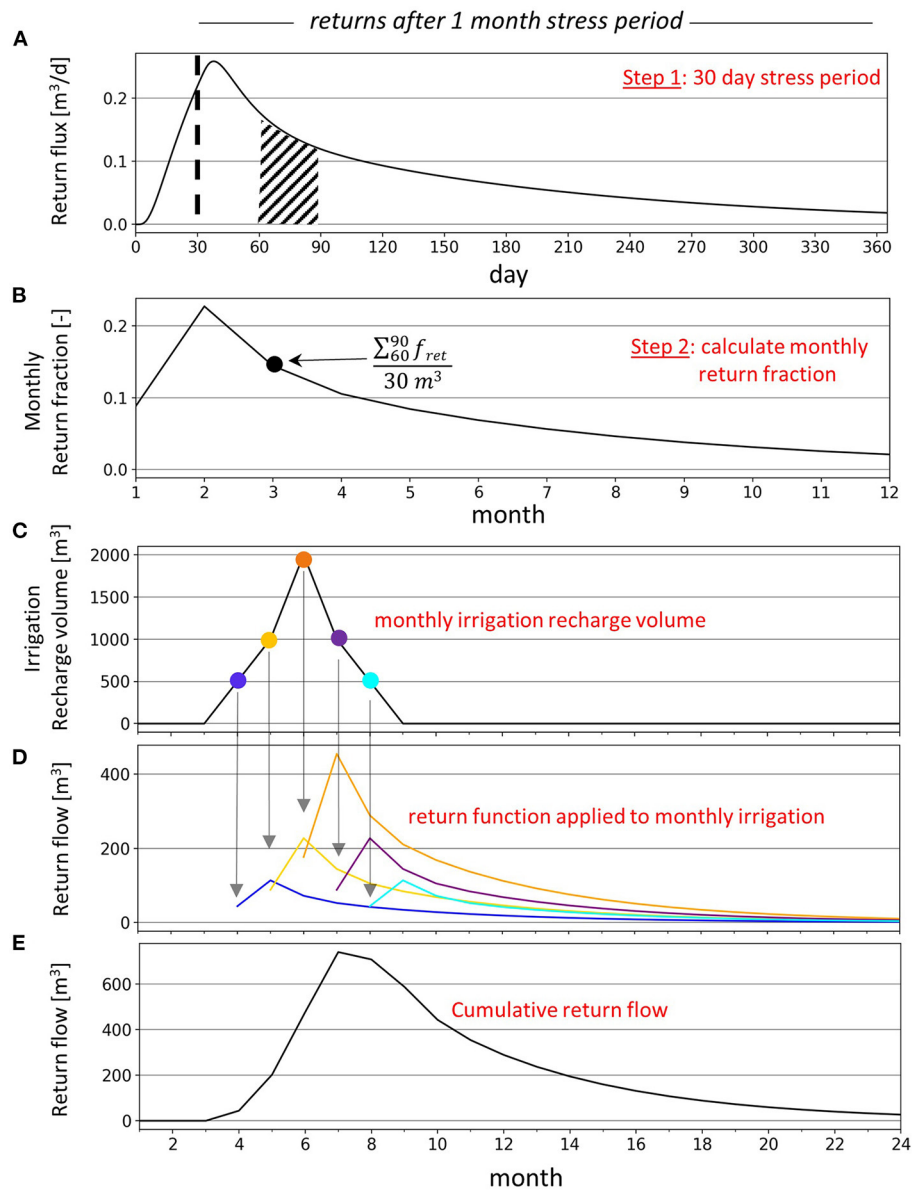 returns after 1 month stress period
A
Return flux [m³/d]
0.2
0.1
0.0
Step 1: 30 day stress period
0 30 60 90 120 150 180 210 240 270 300 330 360
day
B
Monthly
Return fraction [-]
0.2
0.1
0.0
∑⁹⁰₆₀ f_ret
30 m³
Step 2: calculate monthly
return fraction
1 2 3 4 5 6 7 8 9 10 11 12
month
C
Irrigation
Recharge volume [m³]
2000
1500
1000
500
0
monthly irrigation recharge volume
D
Return flow [m³]
400
200
0
return function applied to monthly irrigation
E
Return flow [m³]
600
400
200
0
Cumulative return flow
2 4 6 8 10 12 14 16 18 20 22 24
month